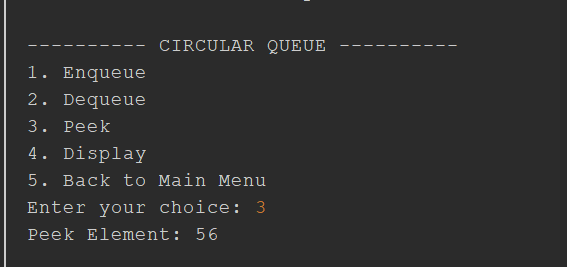 ---------- CIRCULAR QUEUE ----------
1. Enqueue
2. Dequeue
3. Peek
4. Display
5. Back to Main Menu
Enter your choice: 3
Peek Element: 56